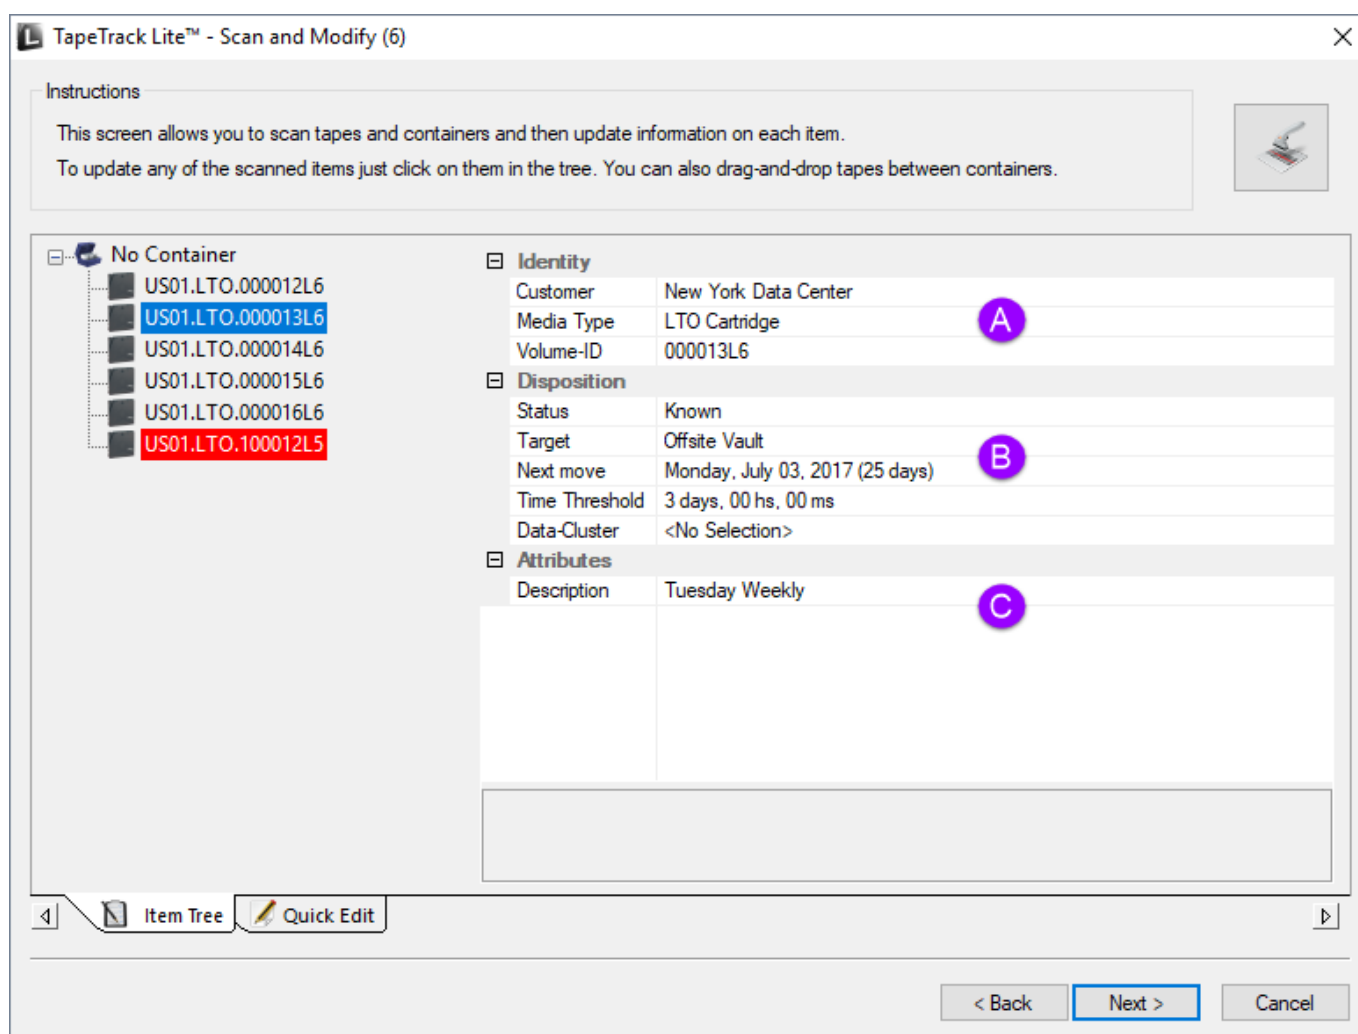 TapeTrack Lite™ - Scan and Modify (6)
Instructions
This screen allows you to scan tapes and containers and then update information on each item.
To update any of the scanned items just click on them in the tree. You can also drag-and-drop tapes between containers.
No Container
US01.LTO.000012L6
US01.LTO.000013L6
US01.LTO.000014L6
US01.LTO.000015L6
US01.LTO.000016L6
US01.LTO.100012L5
Identity
Customer New York Data Center
Media Type LTO Cartridge
A
Volume-ID 000013L6
Disposition
Status Known
Target Offsite Vault
B
Next move Monday, July 03, 2017 (25 days)
Time Threshold 3 days, 00 hs, 00 ms
Data-Cluster <No Selection>
Attributes
Description Tuesday Weekly
C
Item Tree Quick Edit
< Back Next > Cancel